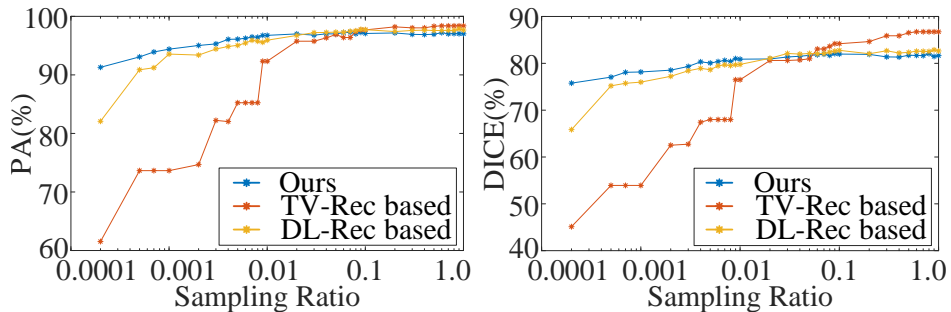 PA(%)
100
90
80
70
60
Ours
TV-Rec based
DL-Rec based
0.0001
0.001
0.01
0.1
1.0
Sampling Ratio
DICE(%)
90
80
70
60
50
40
Ours
TV-Rec based
DL-Rec based
0.0001
0.001
0.01
0.1
1.0
Sampling Ratio